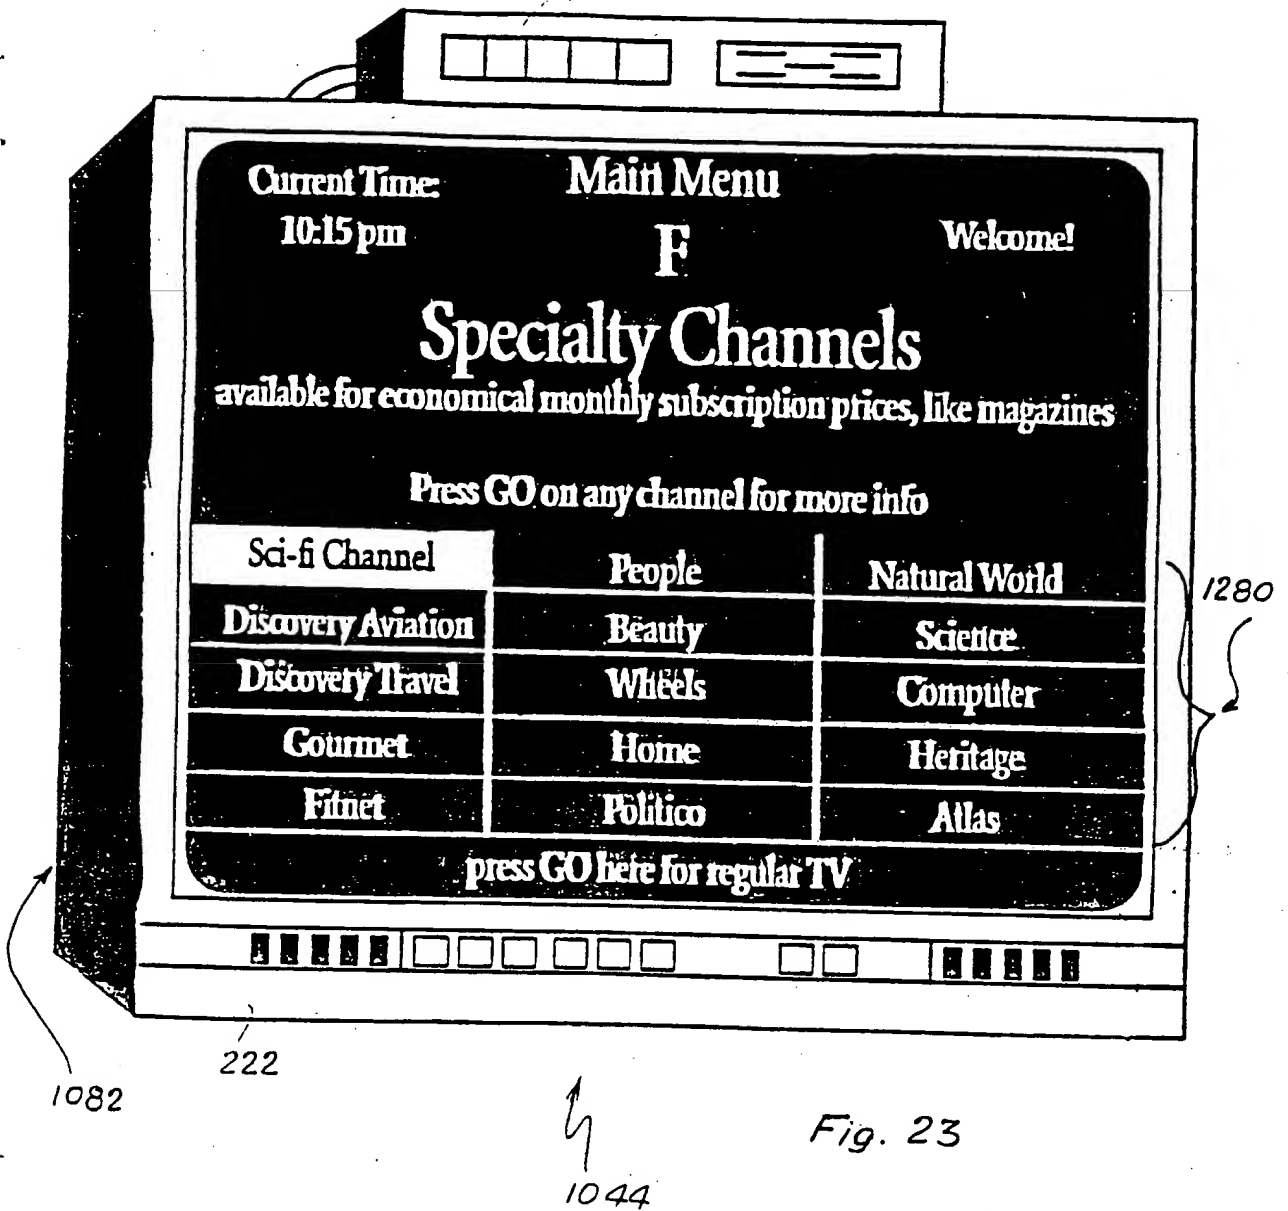 Current Time:
Main Menu
10:15 pm
F
Welcome!
Specialty Channels
available for economical monthly subscription prices, like magazines
Press GO on any channel for more info
Sci-fi Channel
People
Natural World
1280
Discovery Aviation
Beauty
Science
Discovery Travel
Wheels
Computer
Gourmet
Home
Heritage
Fitnet
Politico
Atlas
press GO here for regular TV
222
1082
Fig. 23
1044